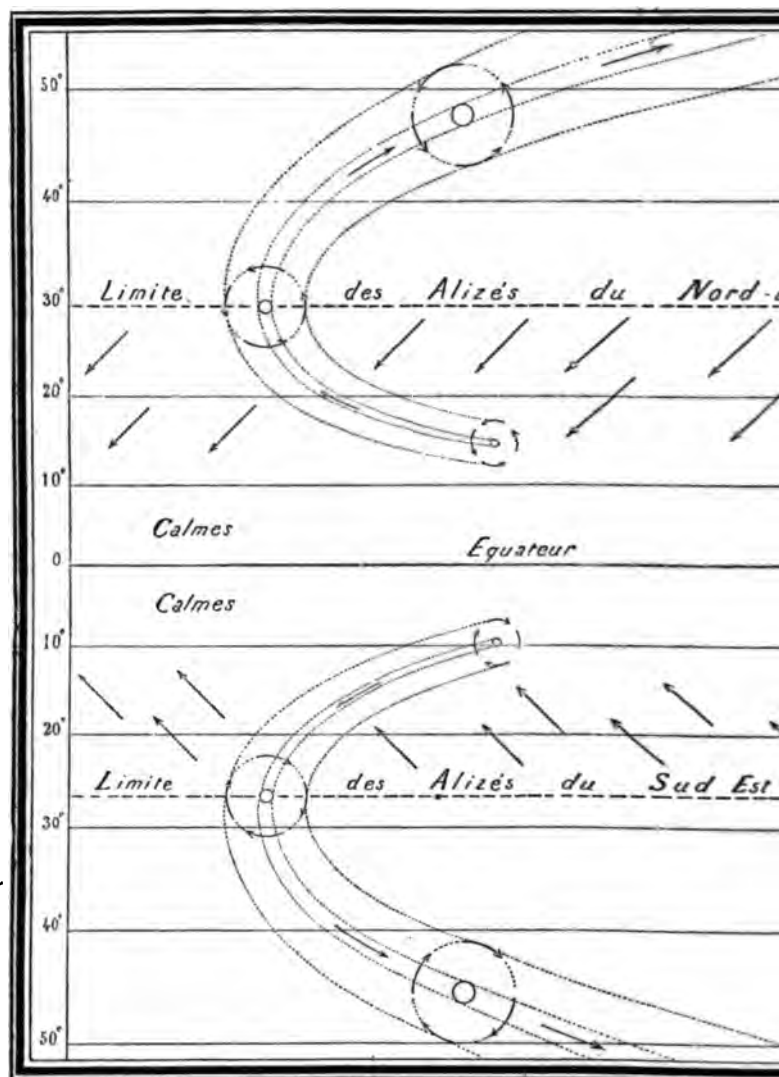 50°
40°
Limite des Alizés du Nord-
30°
20°
10°
Calmes
Equateur
0
Calmes
10°
20°
Limite des Alizés du Sud Est
30°
40°
50°